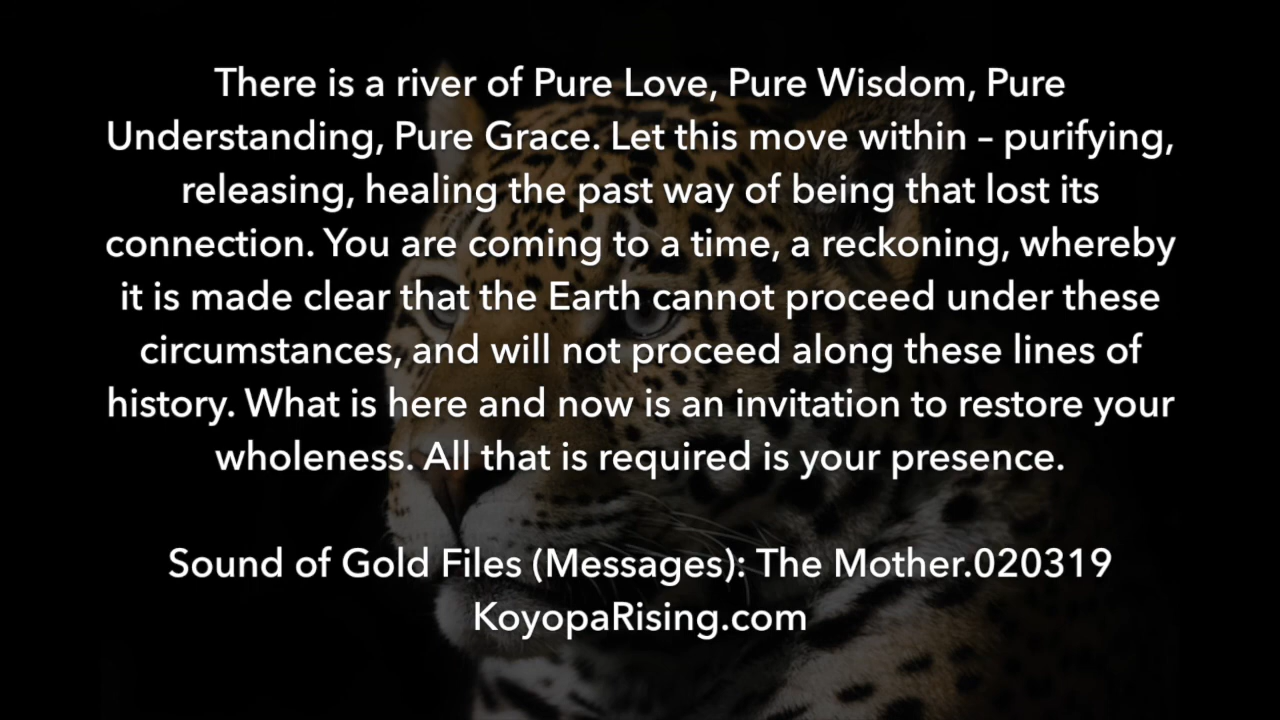 There is a river of Pure Love, Pure Wisdom, Pure
Understanding, Pure Grace. Let this move within – purifying,
releasing, healing the past way of being that lost its
connection. You are coming to a time, a reckoning, whereby
it is made clear that the Earth cannot proceed under these
circumstances, and will not proceed along these lines of
history. What is here and now is an invitation to restore your
wholeness. All that is required is your presence.
Sound of Gold Files (Messages): The Mother.020319
KoyopaRising.com